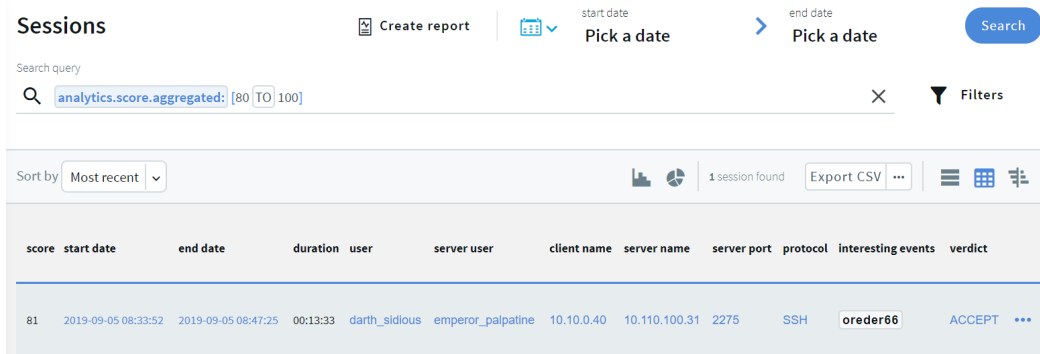 Sessions
Create report
start date
Pick a date
end date
Pick a date
Search
Search query
analytics.score.aggregated: [80 TO 100]
Filters
Sort by Most recent
1 session found
Export CSV ...
score start date end date duration user server user client name server name server port protocol interesting events verdict
81 2019-09-05 08:33:52 2019-09-05 08:47:25 00:13:33 darth_sidious emperor_palpatine 10.10.0.40 10.110.100.31 2275 SSH oreder66 ACCEPT ...